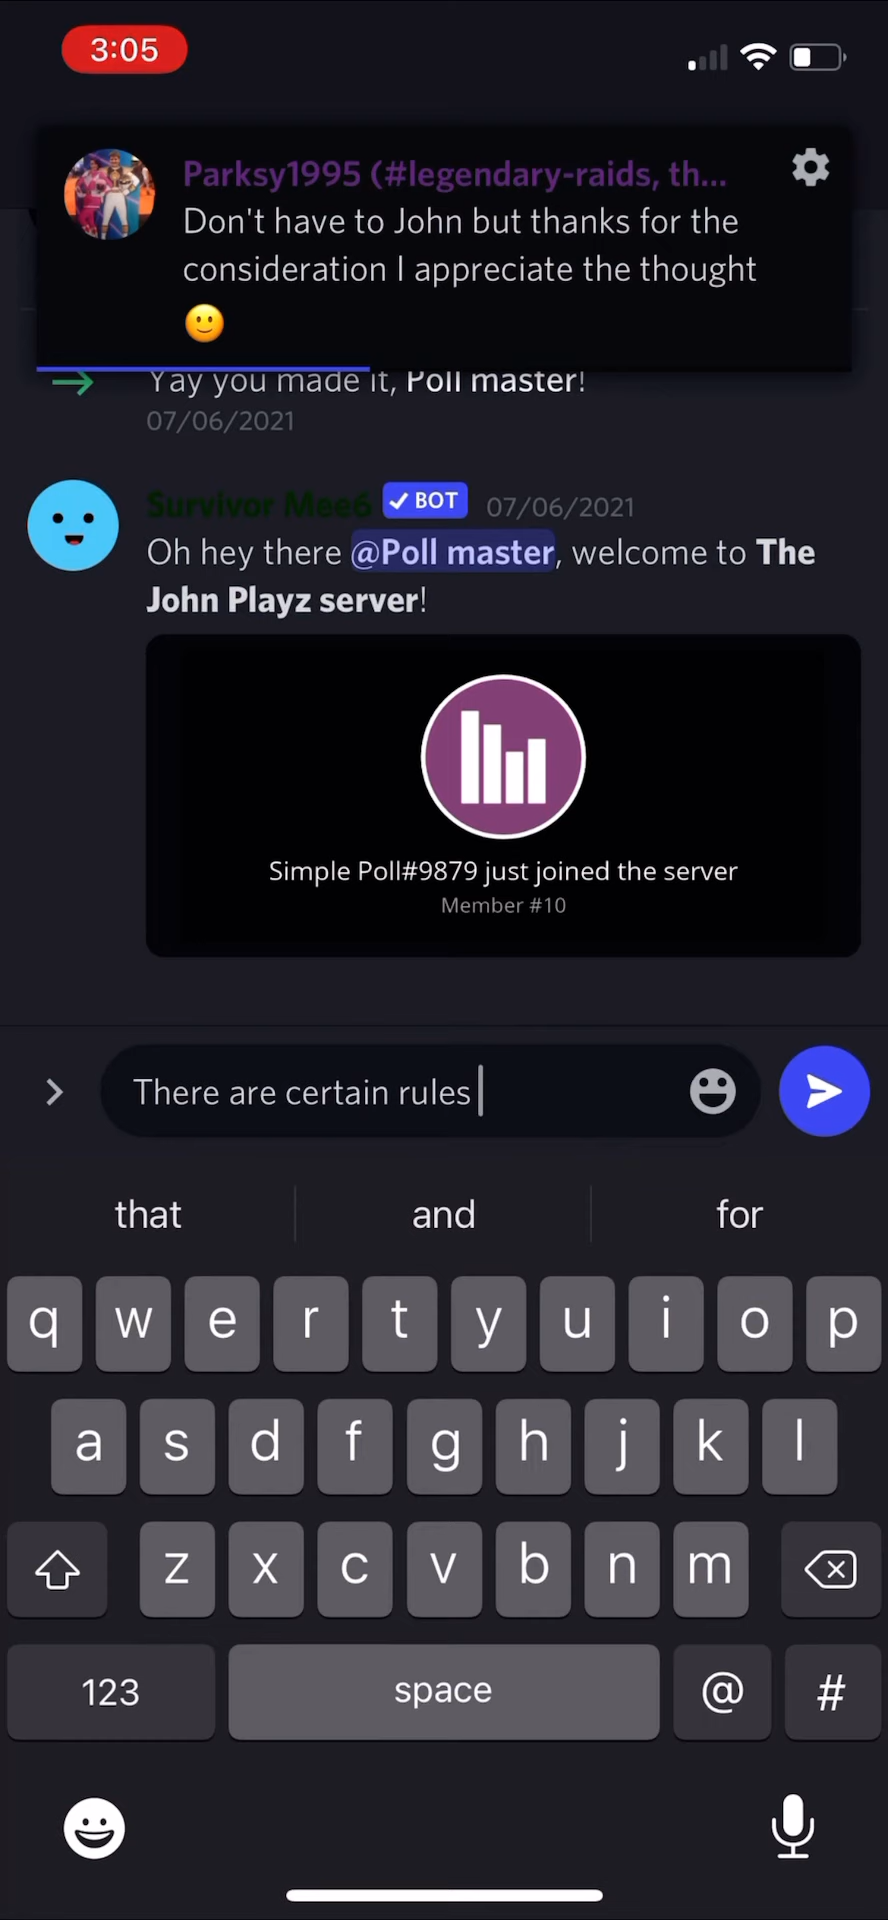 3:05
Parksy1995 (#legendary-raids, th...
Don't have to John but thanks for the
consideration I appreciate the thought
🙂
Yay you made it, Poll master!
07/06/2021
Survivor Mee6 ✓ BOT 07/06/2021
Oh hey there @Poll master, welcome to The
John Playz server!
Simple Poll#9879 just joined the server
Member #10
There are certain rules
that and for
q w e r t y u i o p
a s d f g h j k l
z x c v b n m
123 space @ #